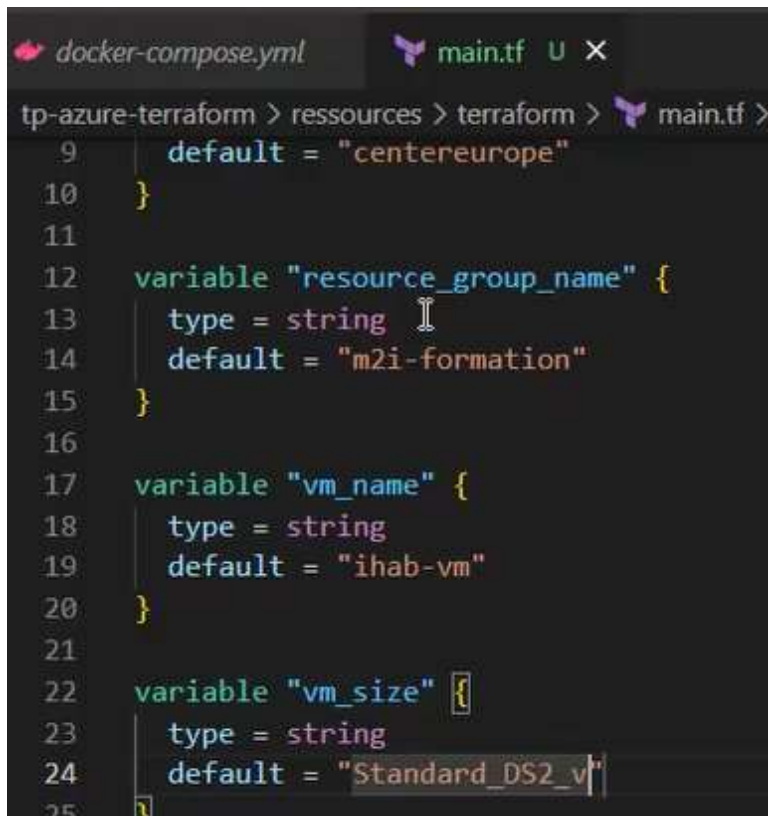 docker-compose.yml main.tf U ×
tp-azure-terraform > ressources > terraform > main.tf >
9 default = "centereurope"
10 }
11
12 variable "resource_group_name" {
13 type = string
14 default = "m2i-formation"
15 }
16
17 variable "vm_name" {
18 type = string
19 default = "ihab-vm"
20 }
21
22 variable "vm_size" {
23 type = string
24 default = "Standard_DS2_v"
25 }